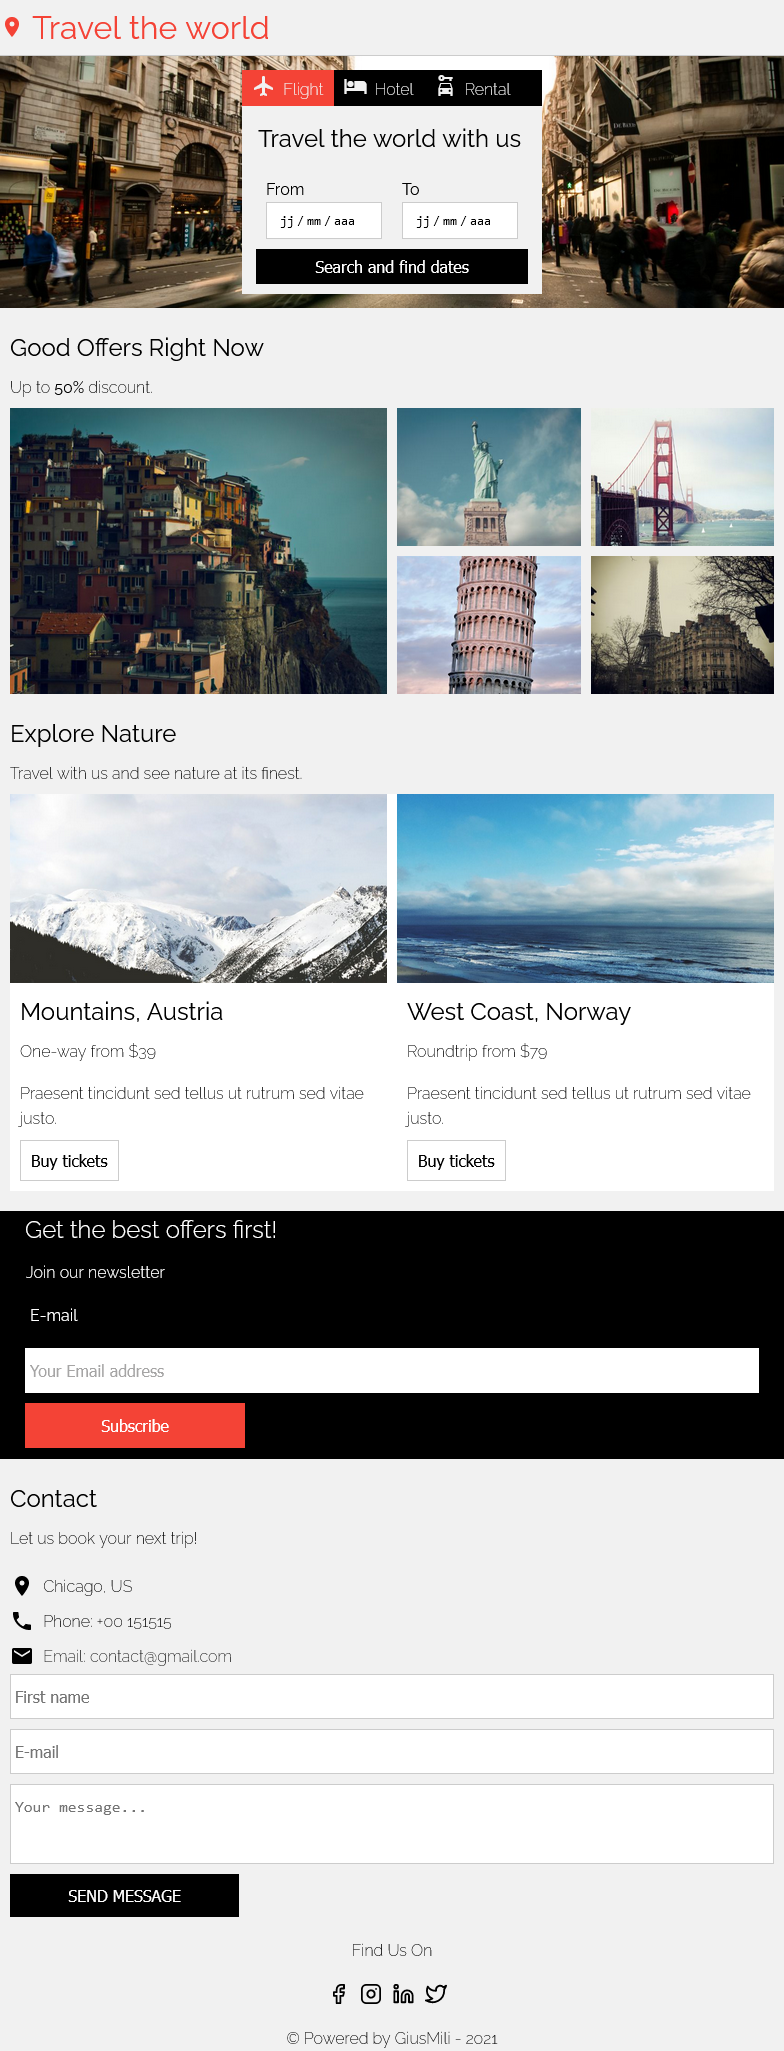 Travel the world
Flight Hotel Rental
Travel the world with us
From To
jj / mm / aaa jj / mm / aaa
Search and find dates
Good Offers Right Now
Up to 50% discount.
Explore Nature
Travel with us and see nature at its finest.
Mountains, Austria
One-way from $39
Praesent tincidunt sed tellus ut rutrum sed vitae
justo.
Buy tickets
West Coast, Norway
Roundtrip from $79
Praesent tincidunt sed tellus ut rutrum sed vitae
justo.
Buy tickets
Get the best offers first!
Join our newsletter
E-mail
Your Email address
Subscribe
Contact
Let us book your next trip!
Chicago, US
Phone: +00 151515
Email: contact@gmail.com
First name
E-mail
Your message...
SEND MESSAGE
Find Us On
© Powered by GiusMili - 2021